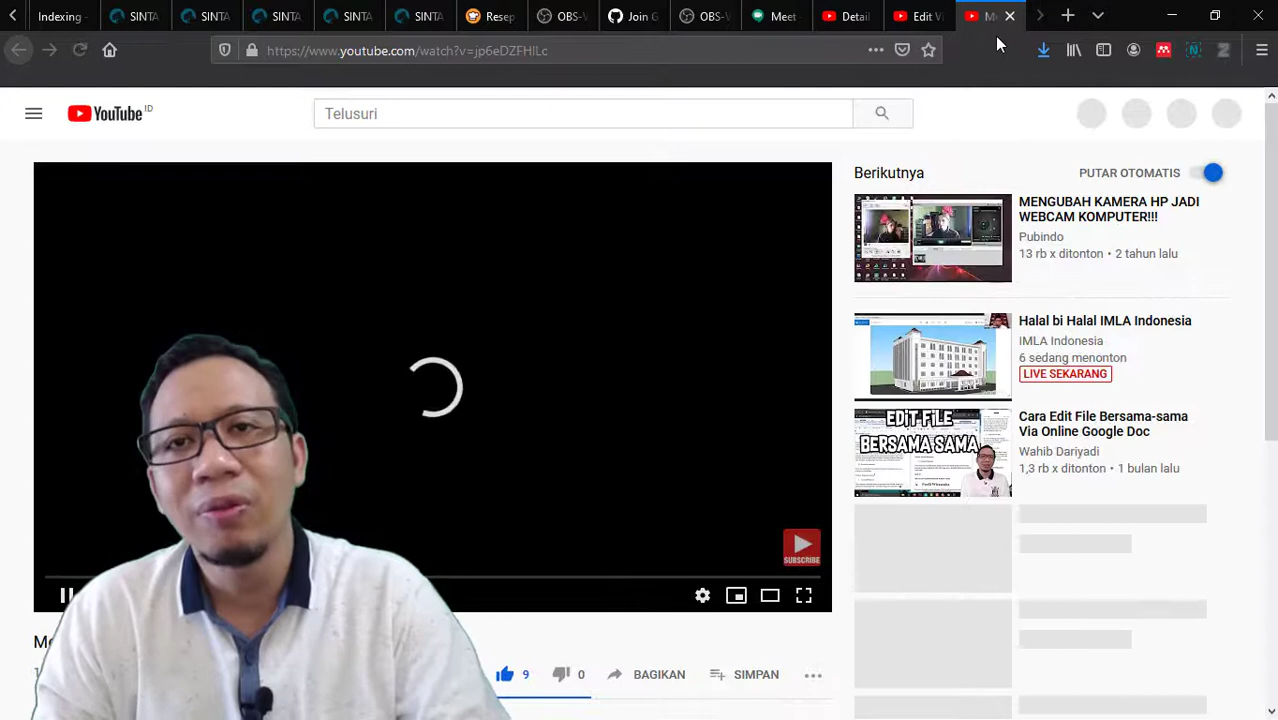 Indexing -
SINTA
SINTA
SINTA
SINTA
SINTA
Resep
OBS-V
Join G
OBS-V
Meet -
Detail
Edit Vi
https://www.youtube.com/watch?v=jp6eDZFHILc
YouTube ID
Telusuri
Berikutnya
PUTAR OTOMATIS
MENGUBAH KAMERA HP JADI
WEBCAM KOMPUTER!!!
Pubindo
13 rb x ditonton • 2 tahun lalu
Halal bi Halal IMLA Indonesia
IMLA Indonesia
6 sedang menonton
LIVE SEKARANG
EDIT FILE
BERSAMA SAMA
Cara Edit File Bersama-sama
Via Online Google Doc
Wahib Dariyadi
1,3 rb x ditonton • 1 bulan lalu
SUBSCRIBE
9
0
BAGIKAN
SIMPAN